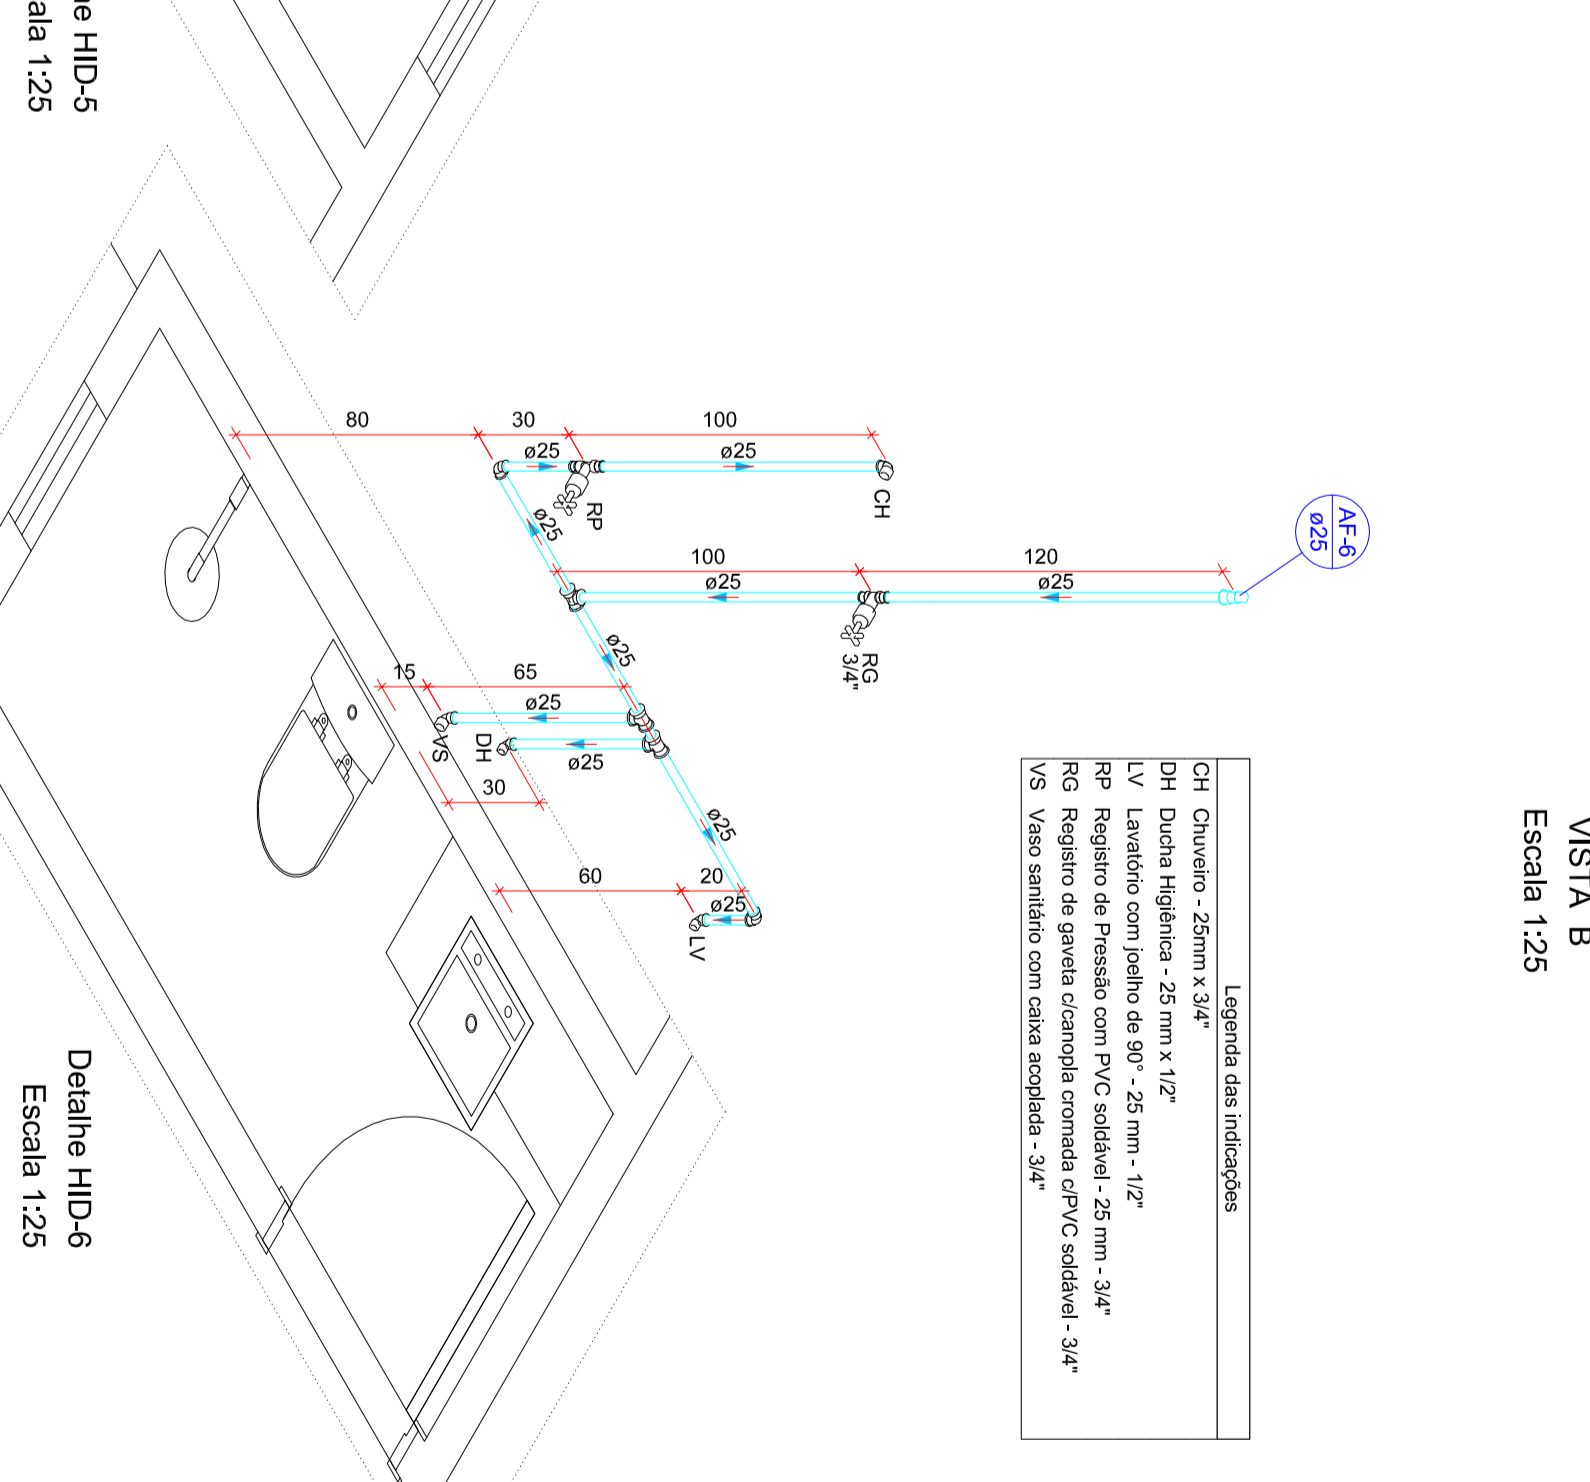 VISTA B
Escala 1:25
AF-6
ø25
120
ø25
100
ø25
RG
3/4"
100
ø25
CH
30
ø25
RP
80
ø25
ø25
65
15
ø25
VS
DH
ø25
30
ø25
20
60
ø25
LV
Legenda das indicações
CH Chuveiro - 25mm x 3/4"
DH Ducha Higiênica - 25 mm x 1/2"
LV Lavatório com joelho de 90° - 25 mm - 1/2"
RP Registro de Pressão com PVC soldável - 25 mm - 3/4"
RG Registro de gaveta c/canopla cromada c/PVC soldável - 3/4"
VS Vaso sanitário com caixa acoplada - 3/4"
HID-5
1:25
Detalhe HID-6
Escala 1:25